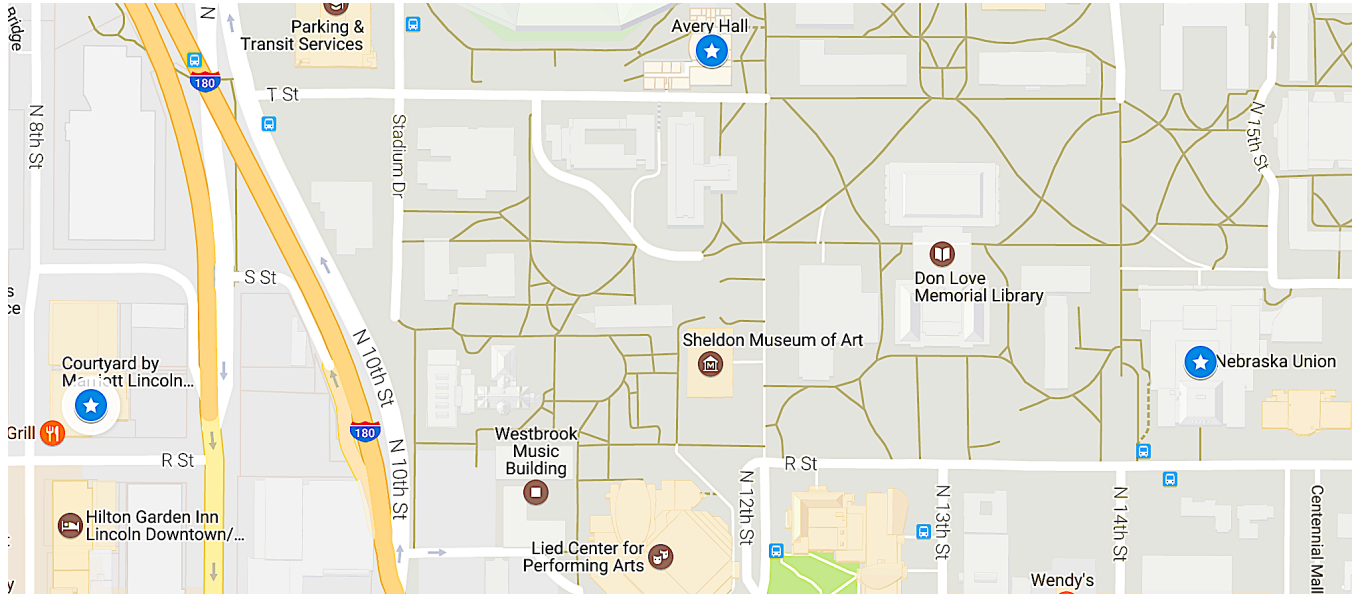 Bridge
N
Parking &
Transit Services
Avery Hall
180
T St
N 8th St
Stadium Dr
N 15th St
S St
Don Love
Memorial Library
s
ce
N 10th St
Sheldon Museum of Art
Courtyard by
Marriott Lincoln...
Nebraska Union
Grill
180
R St
N 10th St
Westbrook
Music
Building
R St
N 12th St
N 13th St
N 14th St
Centennial Mall
Hilton Garden Inn
Lincoln Downtown/...
Lied Center for
Performing Arts
Wendy's
y